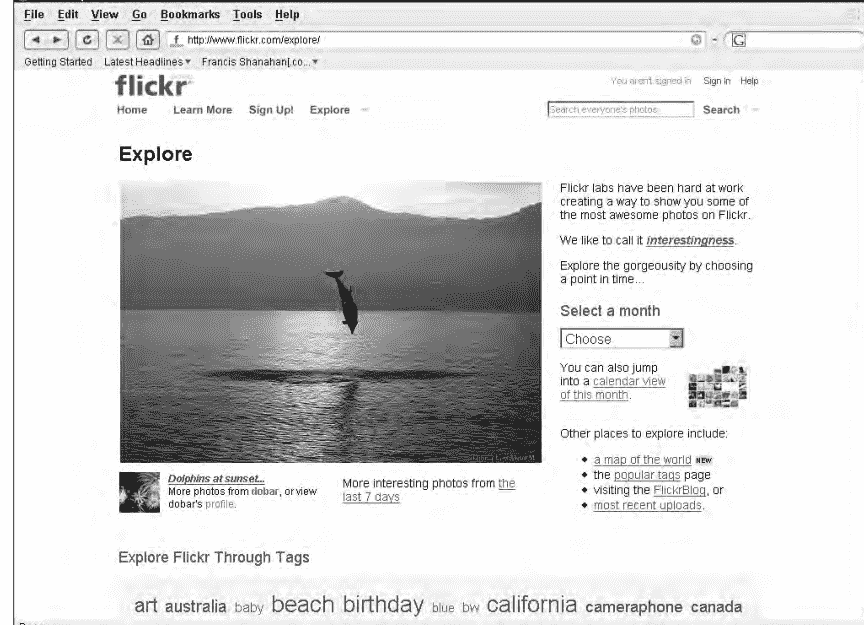 File Edit View Go Bookmarks Tools Help
http://www.flickr.com/explore/
G
Getting Started Latest Headlines Francis Shanahan[.co...
flickr
You aren't signed in Sign In Help
Home Learn More Sign Up! Explore
Search everyone's photos Search
Explore
Flickr labs have been hard at work
creating a way to show you some of
the most awesome photos on Flickr.
We like to call it interestingness.
Explore the gorgeousity by choosing
a point in time...
Select a month
Choose
You can also jump
into a calendar view
of this month.
Other places to explore include:
a map of the world NEW
the popular tags page
visiting the FlickrBlog, or
most recent uploads.
Dolphins at sunset...
More photos from dobar, or view
dobar's profile.
More interesting photos from the
last 7 days
Explore Flickr Through Tags
art australia baby beach birthday blue bw california cameraphone canada